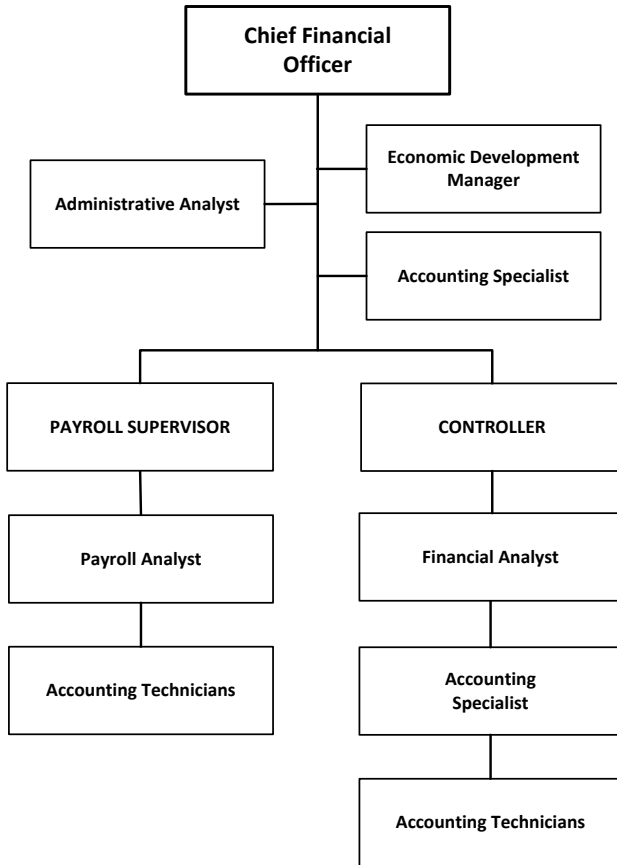 Chief Financial
Officer
Economic Development
Manager
Administrative Analyst
Accounting Specialist
PAYROLL SUPERVISOR
CONTROLLER
Payroll Analyst
Financial Analyst
Accounting Technicians
Accounting
Specialist
Accounting Technicians